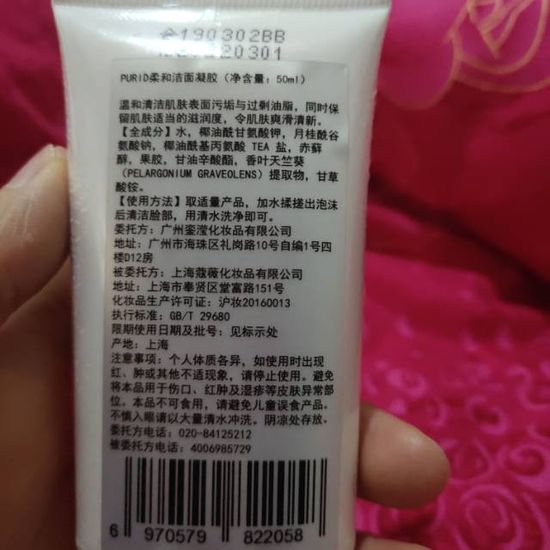 合190302BB
20220301
PURID柔和洁面凝胶（净含量：50ml）
温和清洁肌肤表面污垢与过剩油脂，同时保
留肌肤适当的滋润度，令肌肤爽滑清新。
【全成分】水，椰油酰甘氨酸钾，月桂酰谷
氨酸钠，椰油酰基丙氨酸 TEA 盐，赤藓
醇，果胶，甘油辛酸酯，香叶天竺葵
（PELARGONIUM GRAVEOLENS）提取物，甘草
酸铵。
【使用方法】取适量产品，加水揉搓出泡沫
后清洁脸部，用清水洗净即可。
委托方：广州銮滢化妆品有限公司
地址：广州市海珠区礼岗路10号自编1号四
楼D12房
被委托方：上海蔻薇化妆品有限公司
地址：上海市奉贤区堂富路151号
化妆品生产许可证：沪妆20160013
执行标准：GB/T 29680
限期使用日期及批号：见标示处
产地：上海
注意事项：个人体质各异，如使用时出现
红、肿或其他不适现象，请停止使用。避免
将本品用于伤口、红肿及湿疹等皮肤异常部
位。本品不可食用，请避免儿童误食产品。
不慎入眼请以大量清水冲洗。阴凉处存放。
委托方电话：020-84125212
被委托方电话：4006985729
6 970579 822058